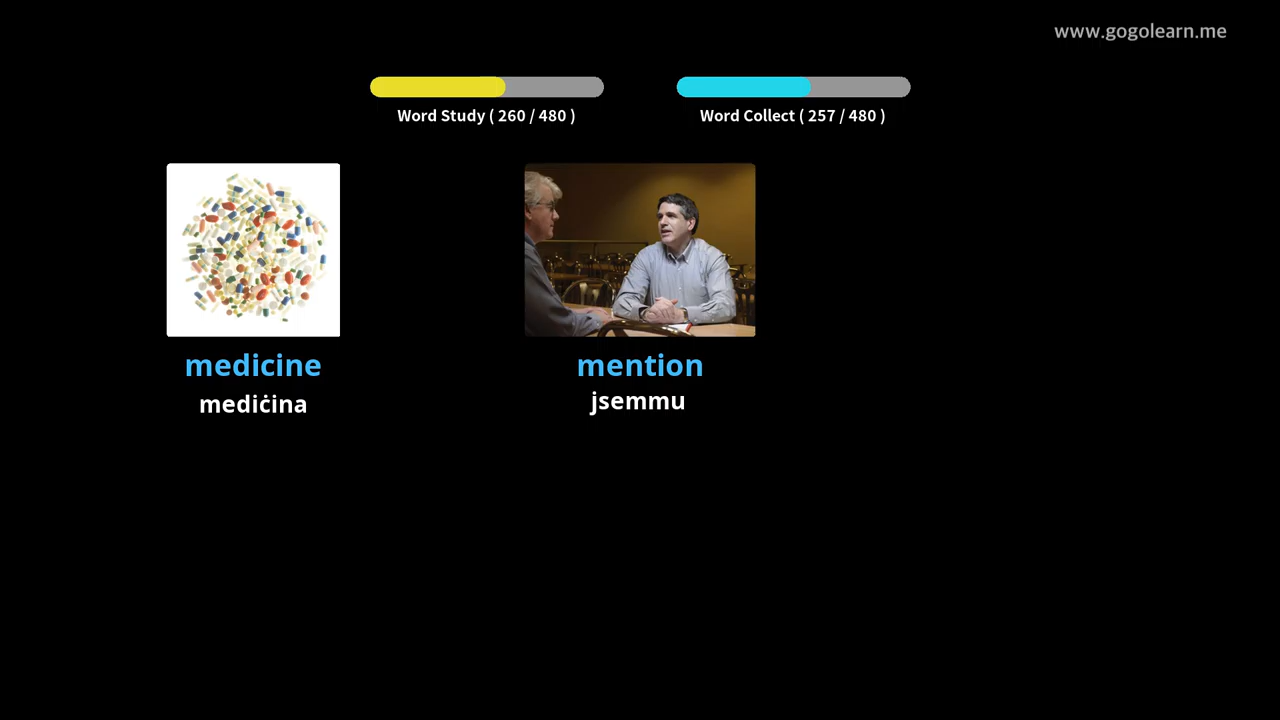 www.gogolearn.me
Word Study ( 260 / 480 )
Word Collect ( 257 / 480 )
medicine
mediċina
mention
jsemmu